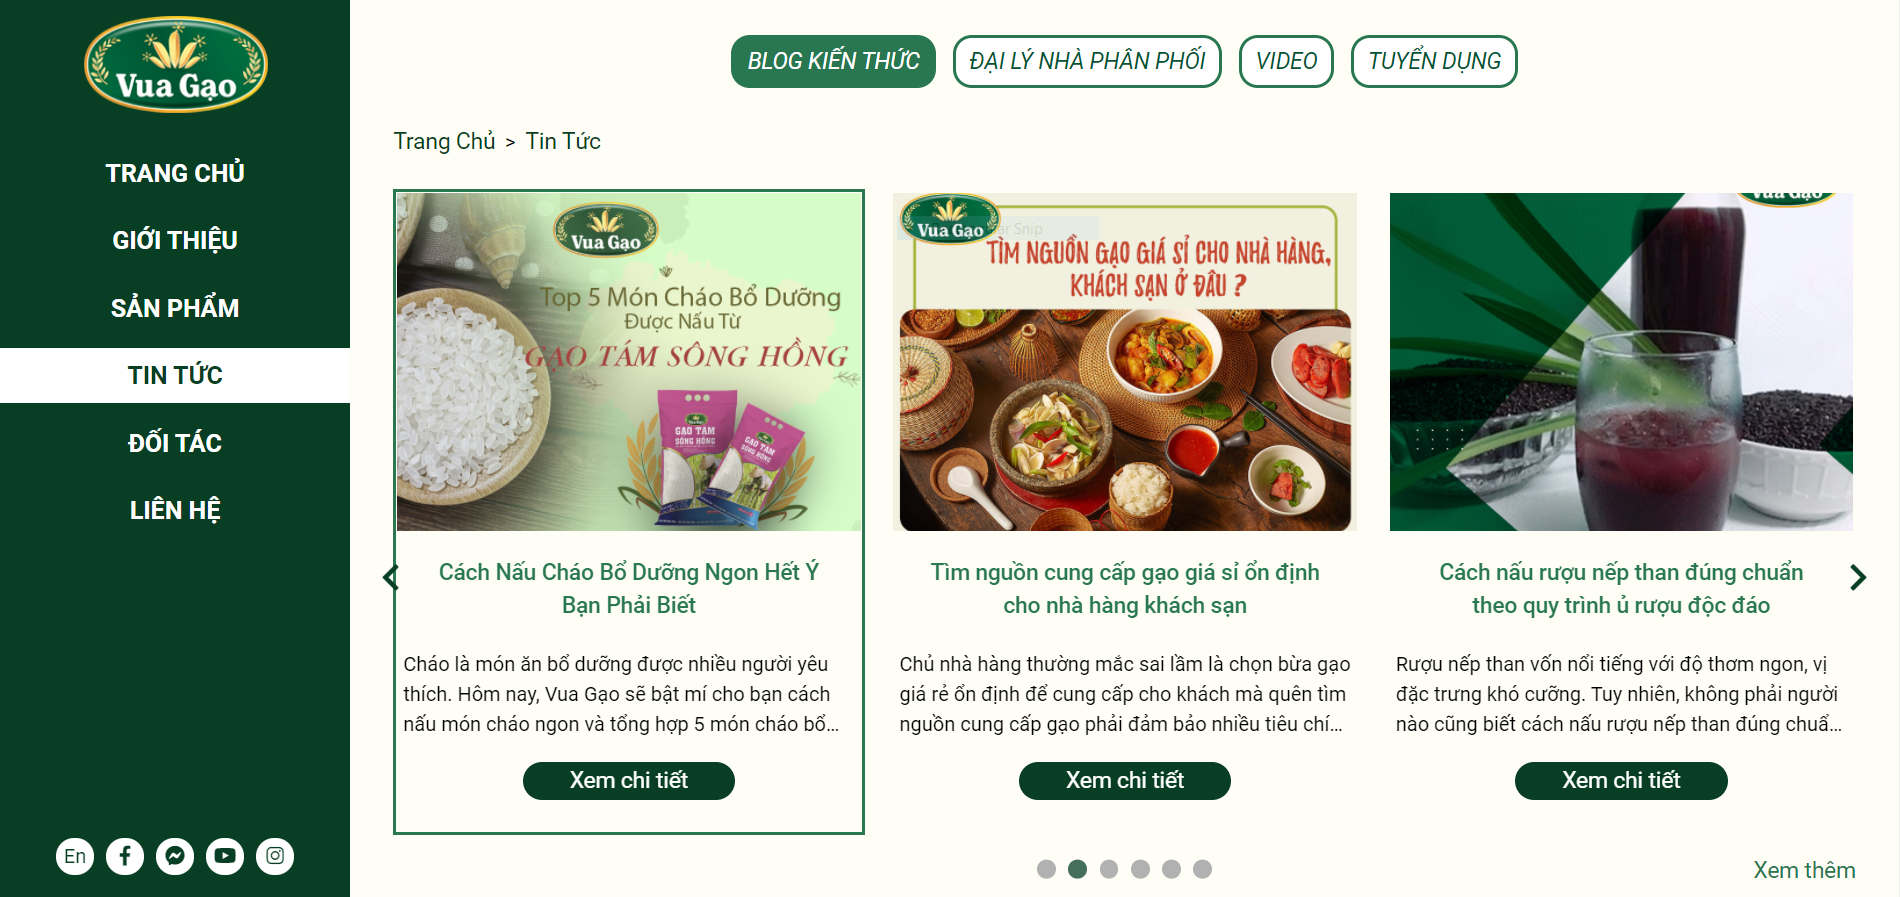 Vua Gạo
TRANG CHỦ
GIỚI THIỆU
SẢN PHẨM
TIN TỨC
ĐỐI TÁC
LIÊN HỆ
En
BLOG KIẾN THỨC
ĐẠI LÝ NHÀ PHÂN PHỐI
VIDEO
TUYỂN DỤNG
Trang Chủ > Tin Tức
Vua Gạo
Top 5 Món Cháo Bổ Dưỡng
Được Nấu Từ
GẠO TÁM SÔNG HỒNG
GẠO TÁM
SÔNG HỒNG
GẠO TÁM
SÔNG HỒNG
Cách Nấu Cháo Bổ Dưỡng Ngon Hết Ý
Bạn Phải Biết
Cháo là món ăn bổ dưỡng được nhiều người yêu
thích. Hôm nay, Vua Gạo sẽ bật mí cho bạn cách
nấu món cháo ngon và tổng hợp 5 món cháo bổ...
Xem chi tiết
Vua Gạo
Snip
TÌM NGUỒN GẠO GIÁ SỈ CHO NHÀ HÀNG,
KHÁCH SẠN Ở ĐÂU ?
Tìm nguồn cung cấp gạo giá sỉ ổn định
cho nhà hàng khách sạn
Chủ nhà hàng thường mắc sai lầm là chọn bừa gạo
giá rẻ ổn định để cung cấp cho khách mà quên tìm
nguồn cung cấp gạo phải đảm bảo nhiều tiêu chí...
Xem chi tiết
Vua Gạo
Cách nấu rượu nếp than đúng chuẩn
theo quy trình ủ rượu độc đáo
Rượu nếp than vốn nổi tiếng với độ thơm ngon, vị
đặc trưng khó cưỡng. Tuy nhiên, không phải người
nào cũng biết cách nấu rượu nếp than đúng chuẩ...
Xem chi tiết
Xem thêm